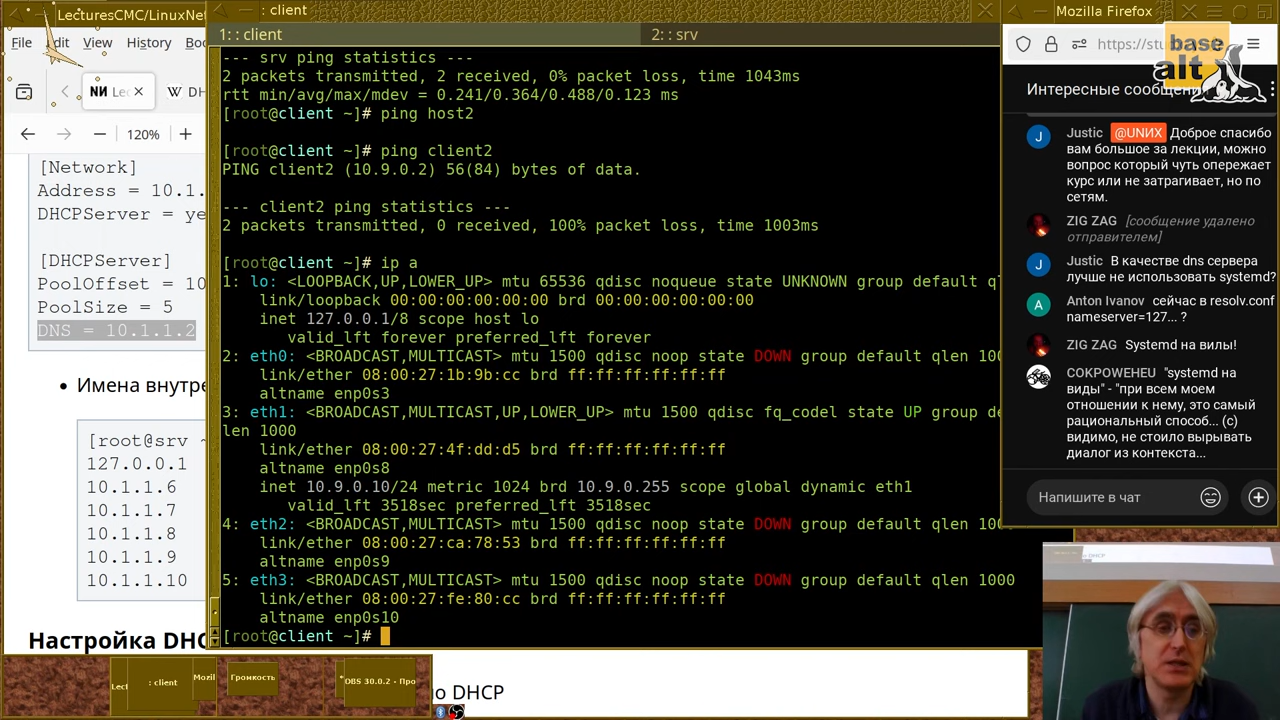 LecturesCMC/LinuxNet
File
Edit
View
History
120%
[Network]
Address = 10.1.
DHCPServer = ye
[DHCPServer]
PoolOffset = 10
PoolSize = 5
DNS = 10.1.1.2
• Имена внутре
[root@srv ~
127.0.0.1
10.1.1.6
10.1.1.7
10.1.1.8
10.1.1.9
10.1.1.10
Настройка DHC
о DHCP
: client
1: : client
2: : srv
--- srv ping statistics ---
2 packets transmitted, 2 received, 0% packet loss, time 1043ms
rtt min/avg/max/mdev = 0.241/0.364/0.488/0.123 ms
[root@client ~]# ping host2
[root@client ~]# ping client2
PING client2 (10.9.0.2) 56(84) bytes of data.
--- client2 ping statistics ---
2 packets transmitted, 0 received, 100% packet loss, time 1003ms
[root@client ~]# ip a
1: lo: <LOOPBACK,UP,LOWER_UP> mtu 65536 qdisc noqueue state UNKNOWN group default ql
link/loopback 00:00:00:00:00:00 brd 00:00:00:00:00:00
inet 127.0.0.1/8 scope host lo
valid_lft forever preferred_lft forever
2: eth0: <BROADCAST,MULTICAST> mtu 1500 qdisc noop state DOWN group default qlen 100
link/ether 08:00:27:1b:9b:cc brd ff:ff:ff:ff:ff:ff
altname enp0s3
3: eth1: <BROADCAST,MULTICAST,UP,LOWER_UP> mtu 1500 qdisc fq_codel state UP group de
len 1000
link/ether 08:00:27:4f:dd:d5 brd ff:ff:ff:ff:ff:ff
altname enp0s8
inet 10.9.0.10/24 metric 1024 brd 10.9.0.255 scope global dynamic eth1
valid_lft 3518sec preferred_lft 3518sec
4: eth2: <BROADCAST,MULTICAST> mtu 1500 qdisc noop state DOWN group default qlen 100
link/ether 08:00:27:ca:78:53 brd ff:ff:ff:ff:ff:ff
altname enp0s9
5: eth3: <BROADCAST,MULTICAST> mtu 1500 qdisc noop state DOWN group default qlen 1000
link/ether 08:00:27:fe:80:cc brd ff:ff:ff:ff:ff:ff
altname enp0s10
[root@client ~]#
Mozilla Firefox
https://stu
base
alt
Интересные сообщени
Justic @UNИX Доброе спасибо
вам большое за лекции, можно
вопрос который чуть опережает
курс или не затрагивает, но по
сетям.
ZIG ZAG [сообщение удалено
отправителем]
Justic В качестве dns сервера
лучше не использовать systemd?
Anton Ivanov сейчас в resolv.conf
nameserver=127... ?
ZIG ZAG Systemd на вилы!
COKPOWEHEU "systemd на
виды" - "при всем моем
отношении к нему, это самый
рациональный способ... (с)
видимо, не стоило вырывать
диалог из контекста...
Напишите в чат
Lect
: client
Mozil
Громкость
OBS 30.0.2 - Про